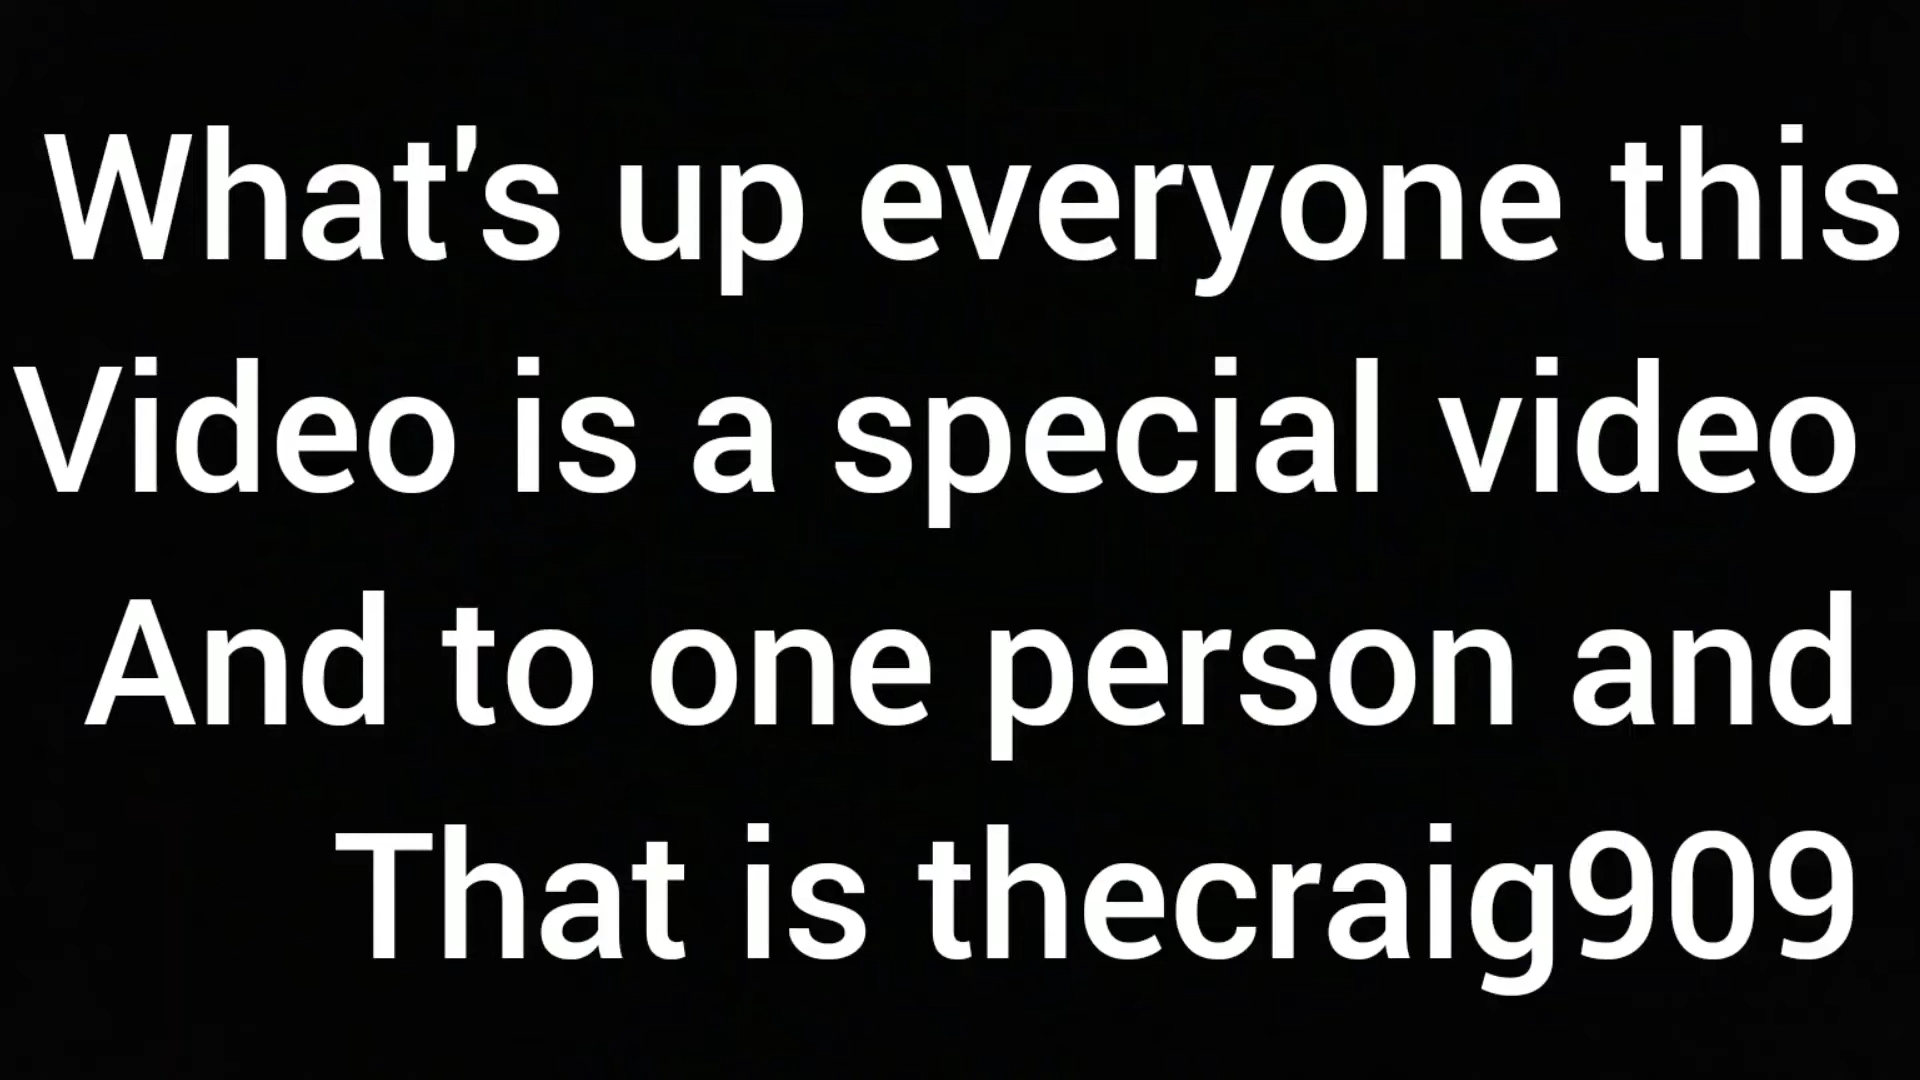 What's up everyone this
Video is a special video
And to one person and
That is thecraig909